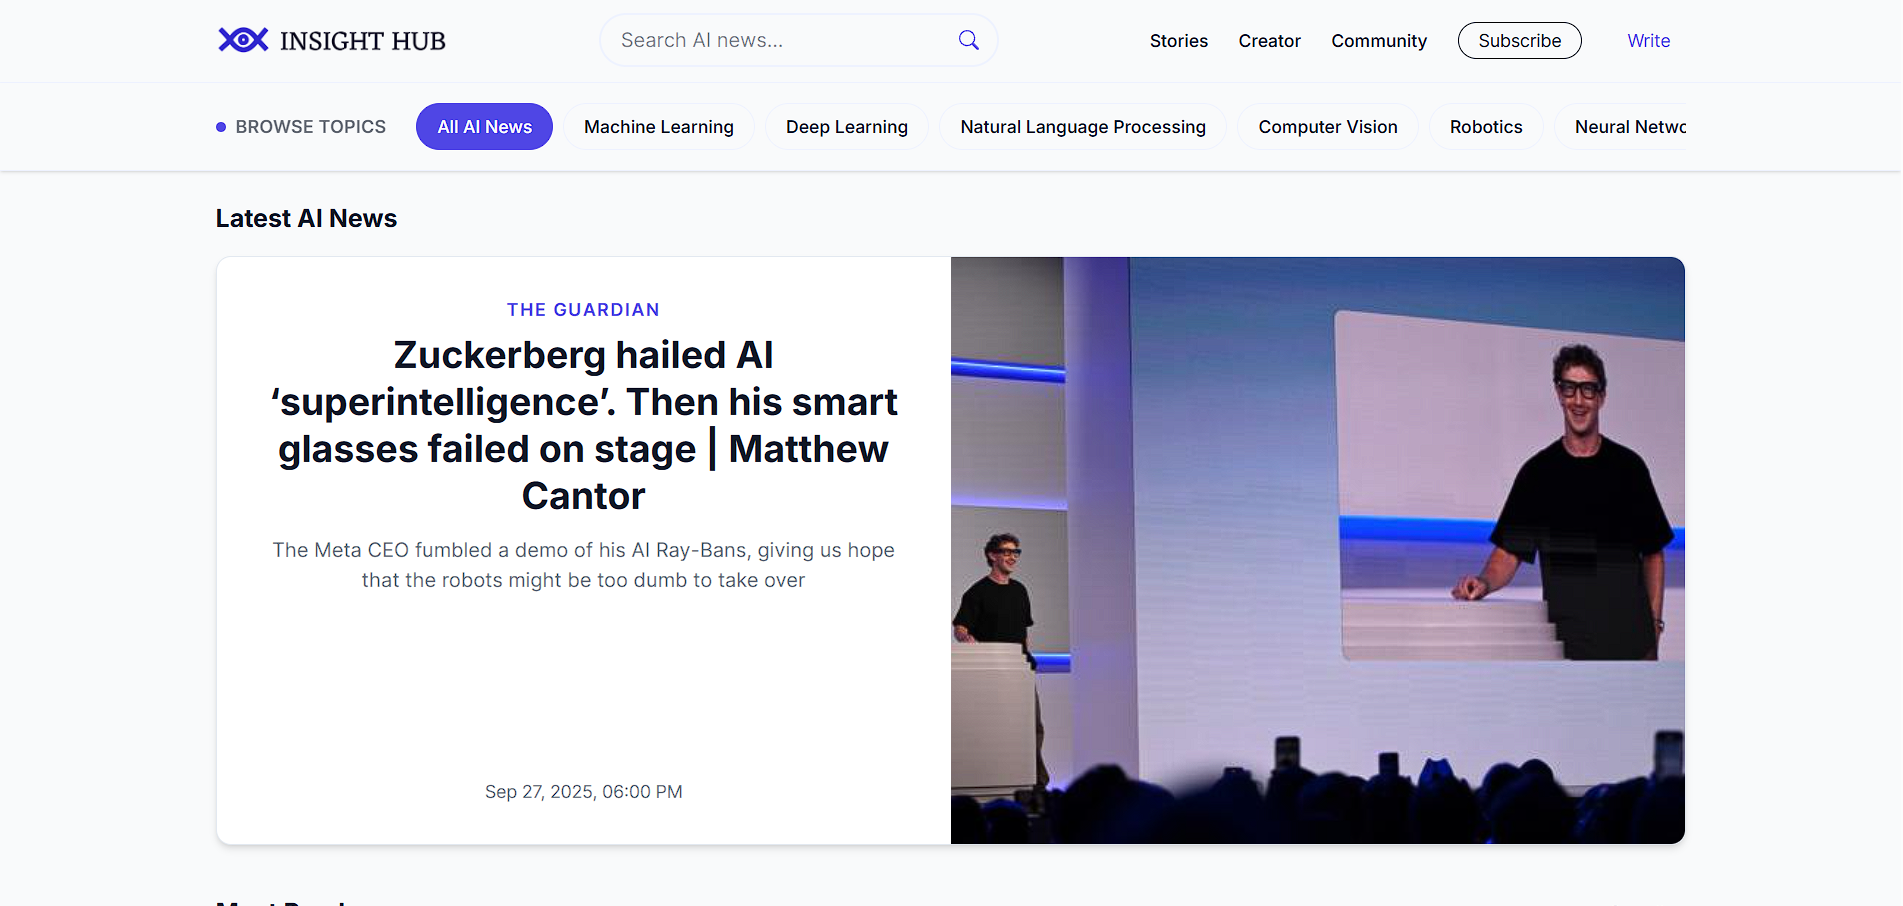 INSIGHT HUB
Search AI news...
Stories
Creator
Community
Subscribe
Write
BROWSE TOPICS
All AI News
Machine Learning
Deep Learning
Natural Language Processing
Computer Vision
Robotics
Neural
Latest AI News
THE GUARDIAN
Zuckerberg hailed AI
‘superintelligence’. Then his smart
glasses failed on stage | Matthew
Cantor
The Meta CEO fumbled a demo of his AI Ray-Bans, giving us hope
that the robots might be too dumb to take over
Sep 27, 2025, 06:00 PM